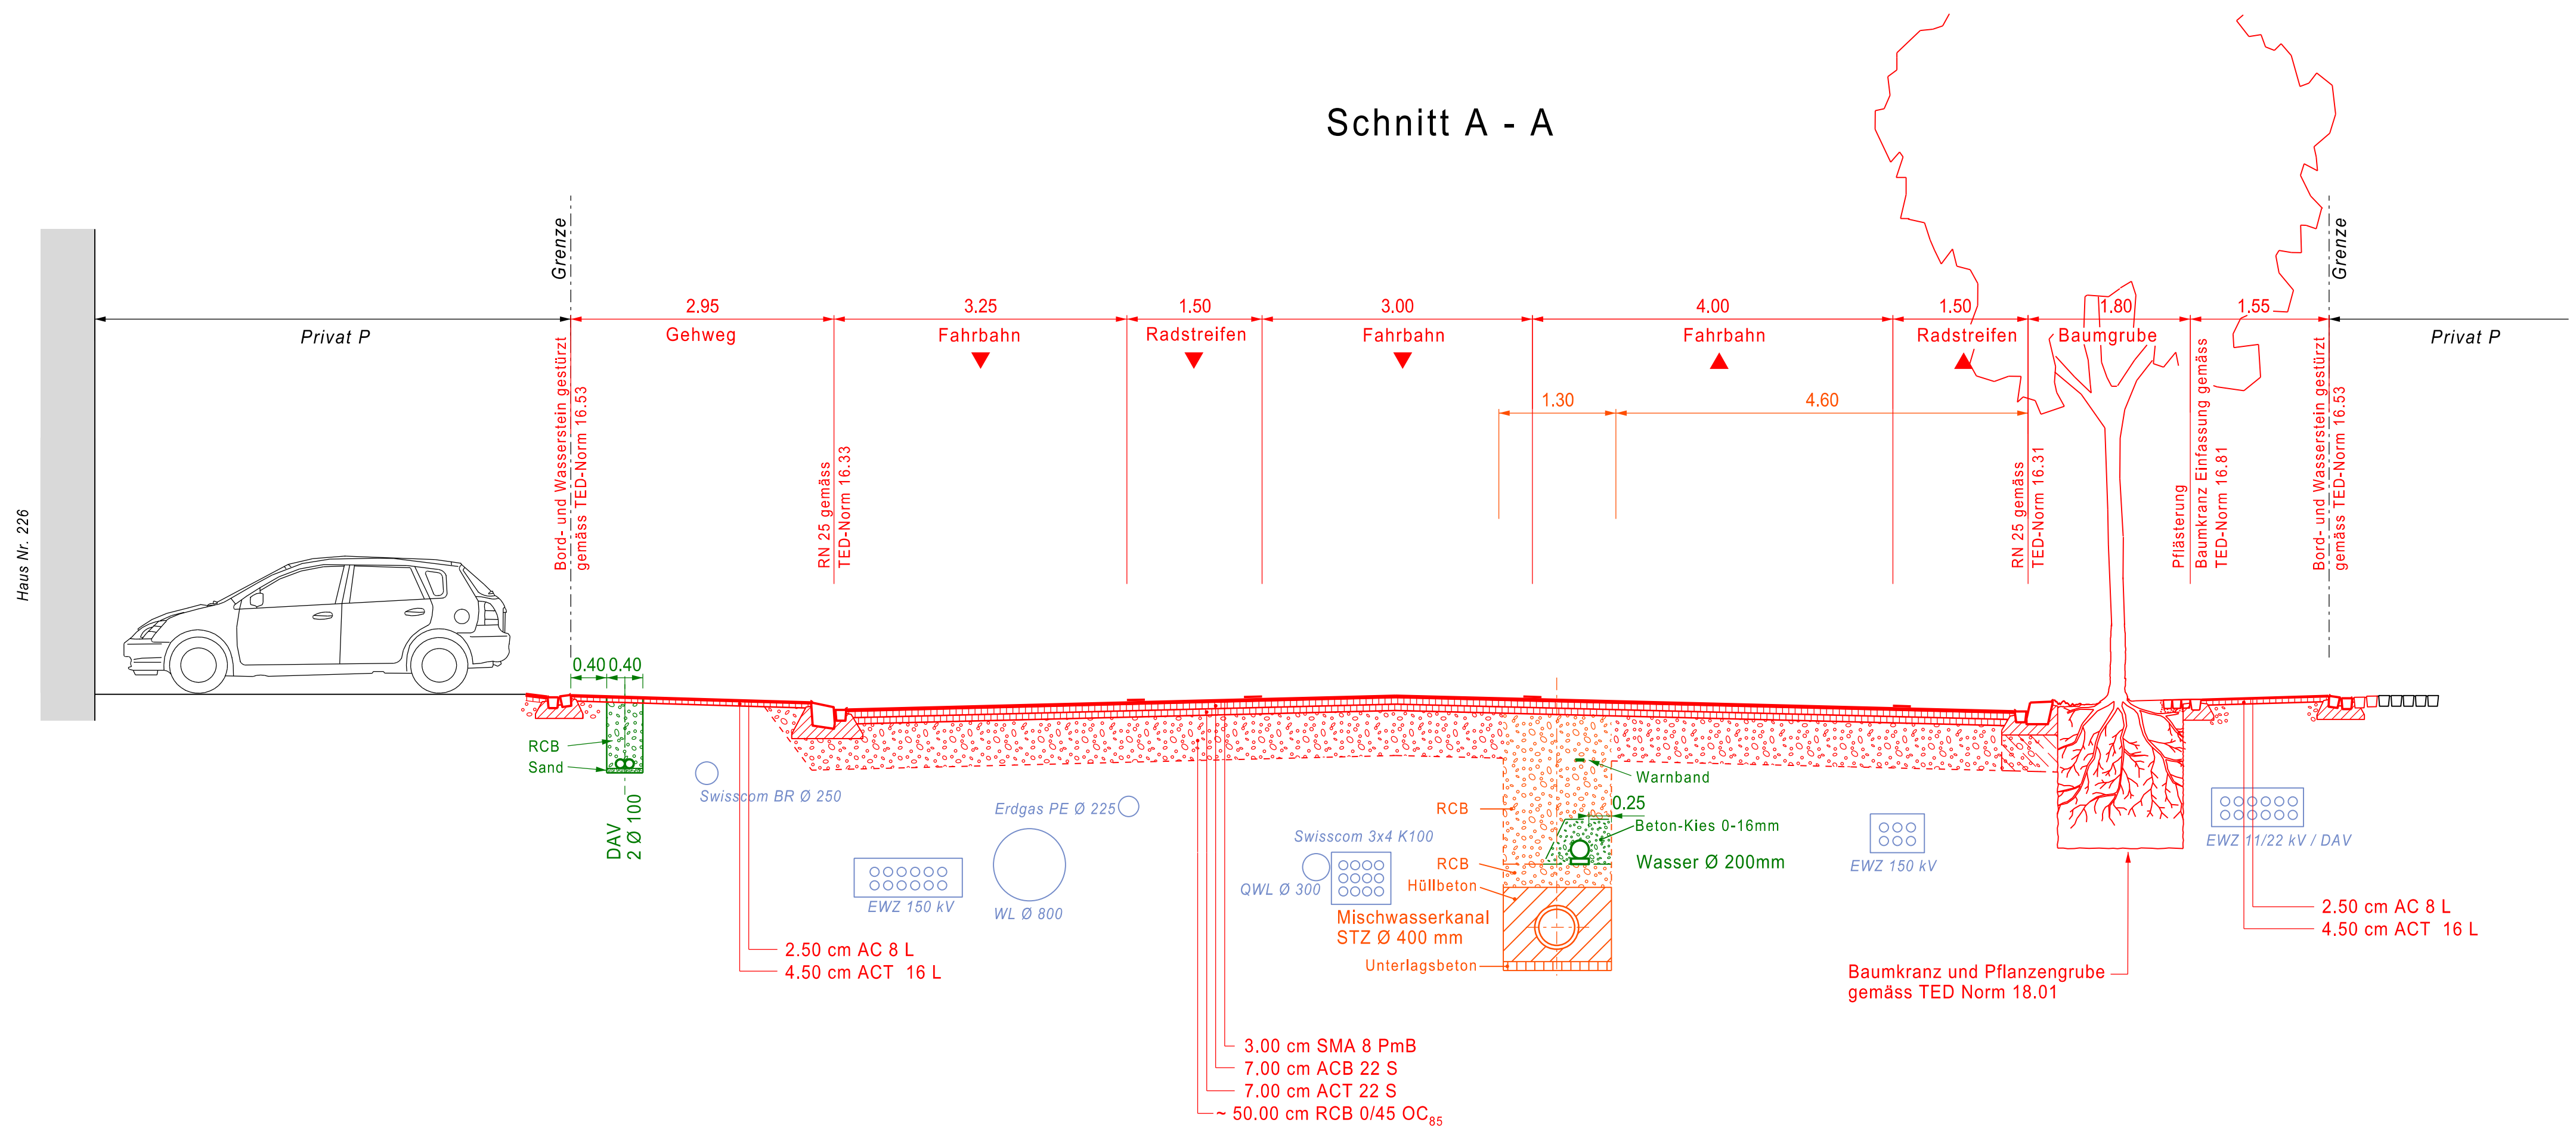 Schnitt A - A
Grenze
Grenze
2.95
3.25
1.50
3.00
4.00
1.50
1.80
1.55
Privat P
Gehweg
Fahrbahn
Radstreifen
Fahrbahn
Fahrbahn
Radstreifen
Baumgrube
Privat P
1.30
4.60
Bord- und Wasserstein gestürzt
gemäss TED-Norm 16.53
RN 25 gemäss
TED-Norm 16.33
RN 25 gemäss
TED-Norm 16.31
Pflästerung
Baumkranz Einfassung gemäss
TED-Norm 16.81
Bord- und Wasserstein gestürzt
gemäss TED-Norm 16.53
Haus Nr. 226
0.40
0.40
RCB
Sand
DAV
2 Ø 100
Swisscom BR Ø 250
Erdgas PE Ø 225
EWZ 150 kV
WL Ø 800
Swisscom 3x4 K100
QWL Ø 300
Warnband
RCB
0.25
Beton-Kies 0-16mm
RCB
Wasser Ø 200mm
Hüllbeton
Mischwasserkanal
STZ Ø 400 mm
Unterlagsbeton
EWZ 150 kV
EWZ 11/22 kV / DAV
2.50 cm AC 8 L
4.50 cm ACT 16 L
2.50 cm AC 8 L
4.50 cm ACT 16 L
Baumkranz und Pflanzengrube
gemäss TED Norm 18.01
3.00 cm SMA 8 PmB
7.00 cm ACB 22 S
7.00 cm ACT 22 S
~ 50.00 cm RCB 0/45 OC85